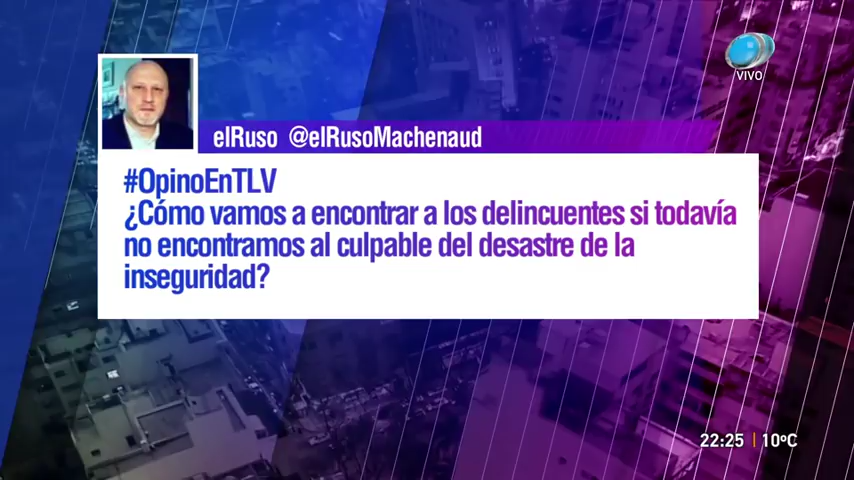 VIVO
elRuso @elRusoMachenaud
#OpinoEnTLV
¿Cómo vamos a encontrar a los delincuentes si todavía
no encontramos al culpable del desastre de la
inseguridad?
22:25 | 10ºC